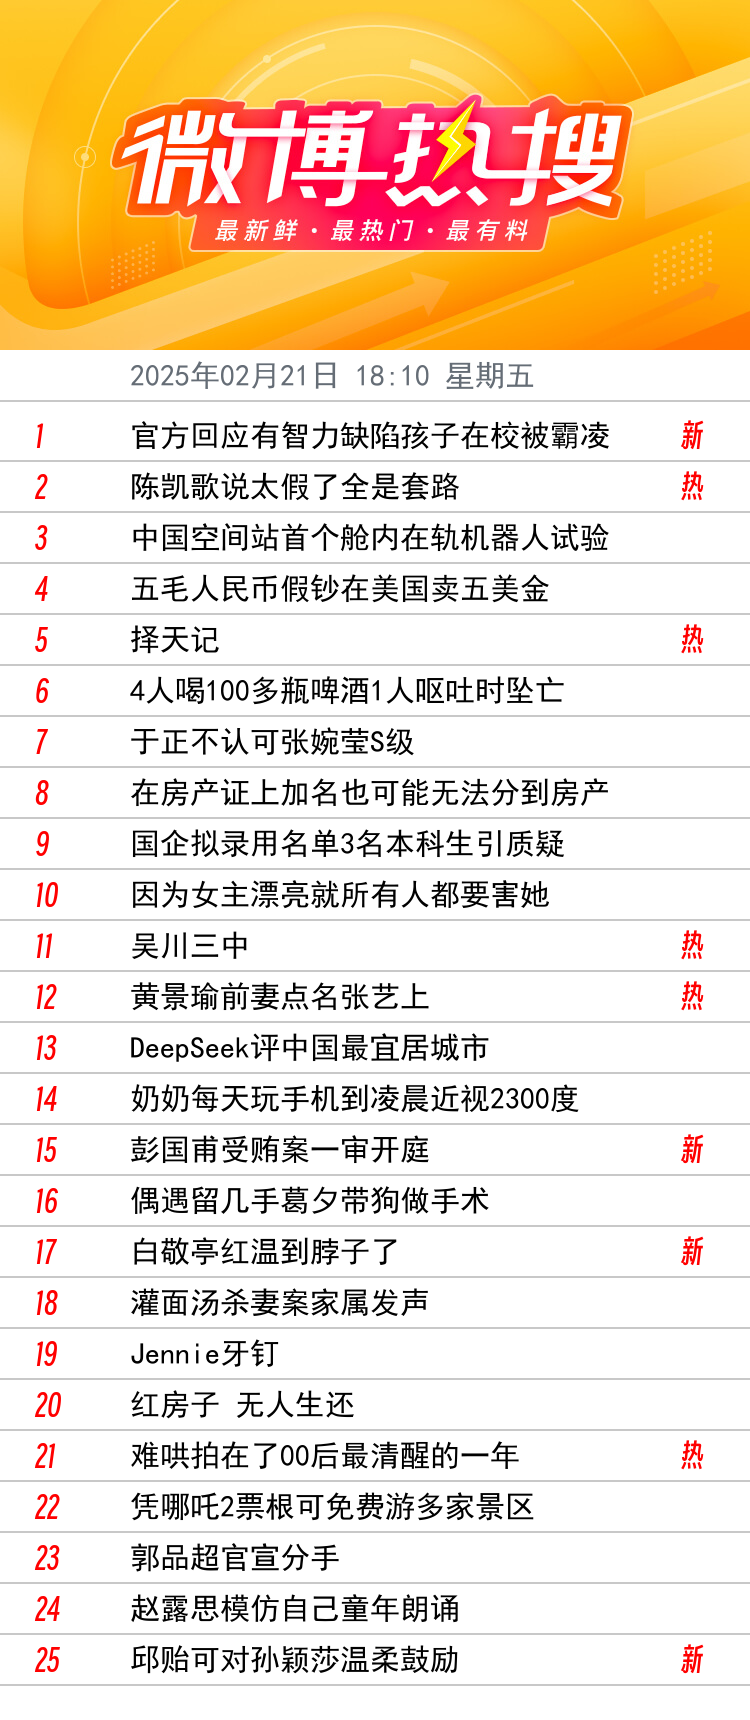 微博热搜
最新鲜·最热门·最有料
2025年02月21日 18:10 星期五
1 官方回应有智力缺陷孩子在校被霸凌 新
2 陈凯歌说太假了全是套路 热
3 中国空间站首个舱内在轨机器人试验
4 五毛人民币假钞在美国卖五美金
5 择天记 热
6 4人喝100多瓶啤酒1人呕吐时坠亡
7 于正不认可张婉莹S级
8 在房产证上加名也可能无法分到房产
9 国企拟录用名单3名本科生引质疑
10 因为女主漂亮就所有人都要害她
11 吴川三中 热
12 黄景瑜前妻点名张艺上 热
13 DeepSeek评中国最宜居城市
14 奶奶每天玩手机到凌晨近视2300度
15 彭国甫受贿案一审开庭 新
16 偶遇留几手葛夕带狗做手术
17 白敬亭红温到脖子了 新
18 灌面汤杀妻案家属发声
19 Jennie牙钉
20 红房子 无人生还
21 难哄拍在了00后最清醒的一年 热
22 凭哪吒2票根可免费游多家景区
23 郭品超官宣分手
24 赵露思模仿自己童年朗诵
25 邱贻可对孙颖莎温柔鼓励 新